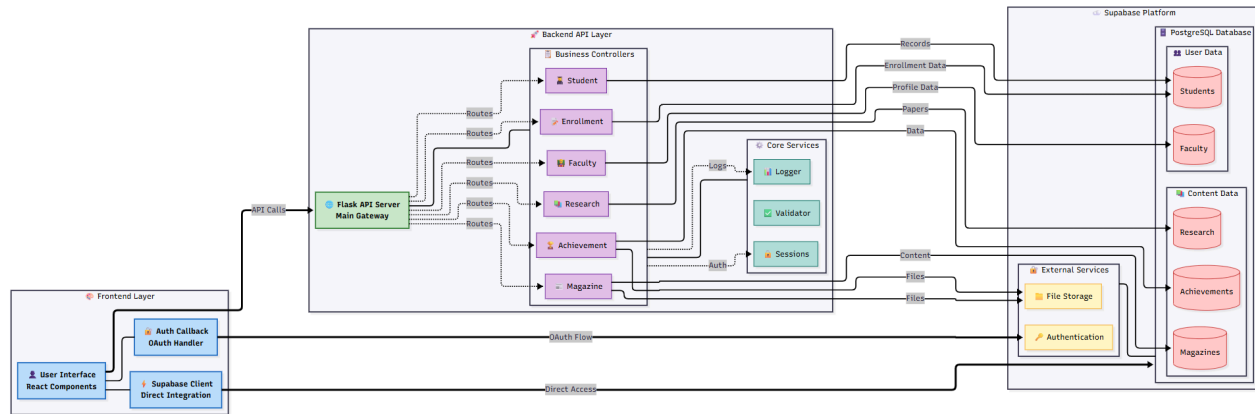 Supabase Platform
Backend API Layer
PostgreSQL Database
Business Controllers
User Data
Records
Student
Enrollment Data
Students
Profile Data
Routes
Papers
Enrollment
Routes
Data
Core Services
Faculty
Faculty
Routes
Logs
Logger
Routes
Content Data
Flask API Server
Main Gateway
Research
Routes
API Calls
Validator
Routes
Research
Achievement
Content
Sessions
Auth
External Services
Routes
Files
Magazine
File Storage
Achievements
Frontend Layer
Files
Auth Callback
OAuth Handler
OAuth Flow
Authentication
Magazines
User Interface
React Components
Supabase Client
Direct Integration
Direct Access